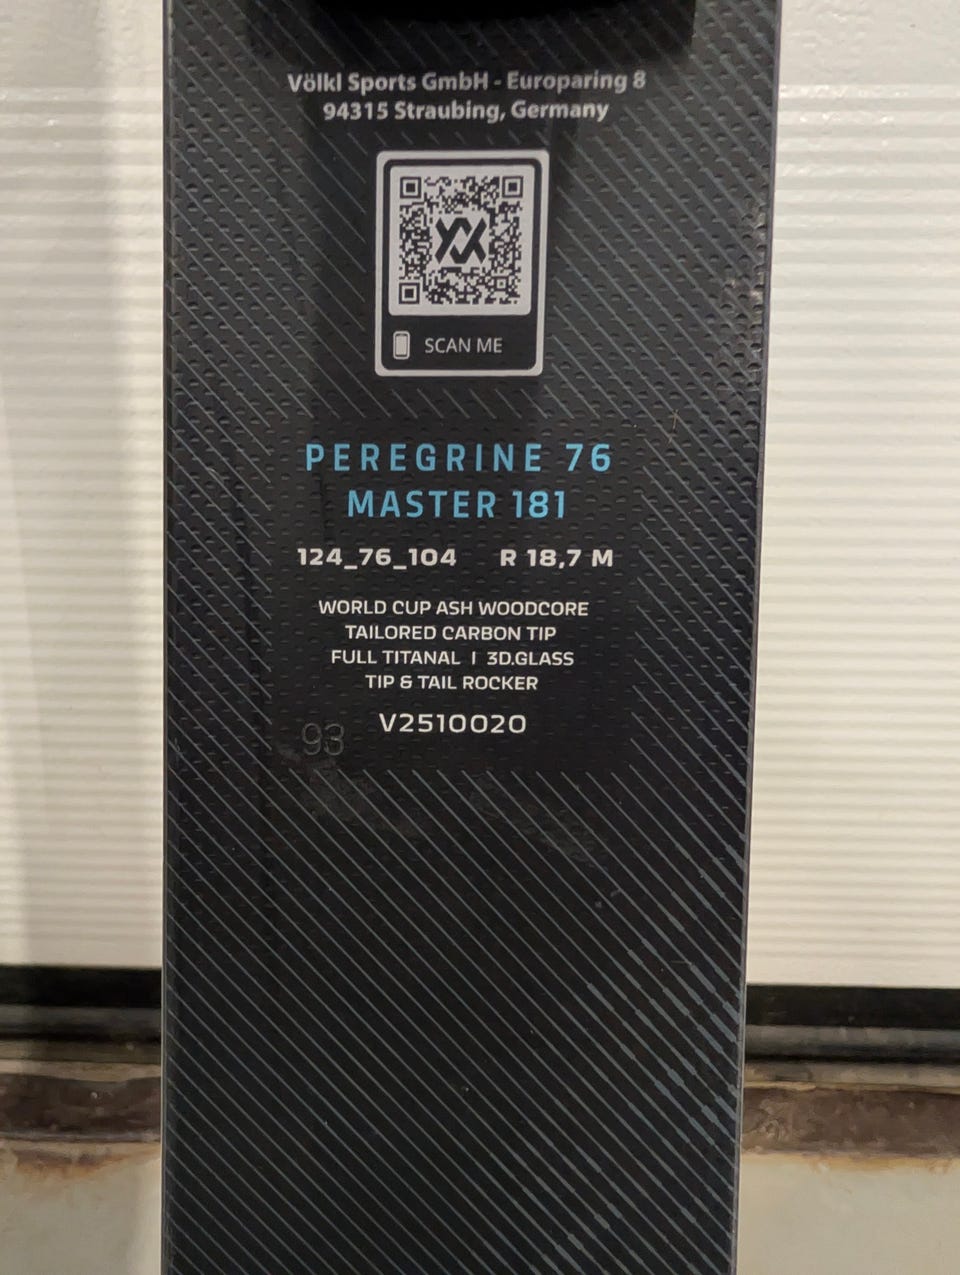 Völkl Sports GmbH - Europaring 8
94315 Straubing, Germany
SCAN ME
PEREGRINE 76
MASTER 181
124_76_104 R 18,7 M
WORLD CUP ASH WOODCORE
TAILORED CARBON TIP
FULL TITANAL | 3D.GLASS
TIP & TAIL ROCKER
V2510020
93